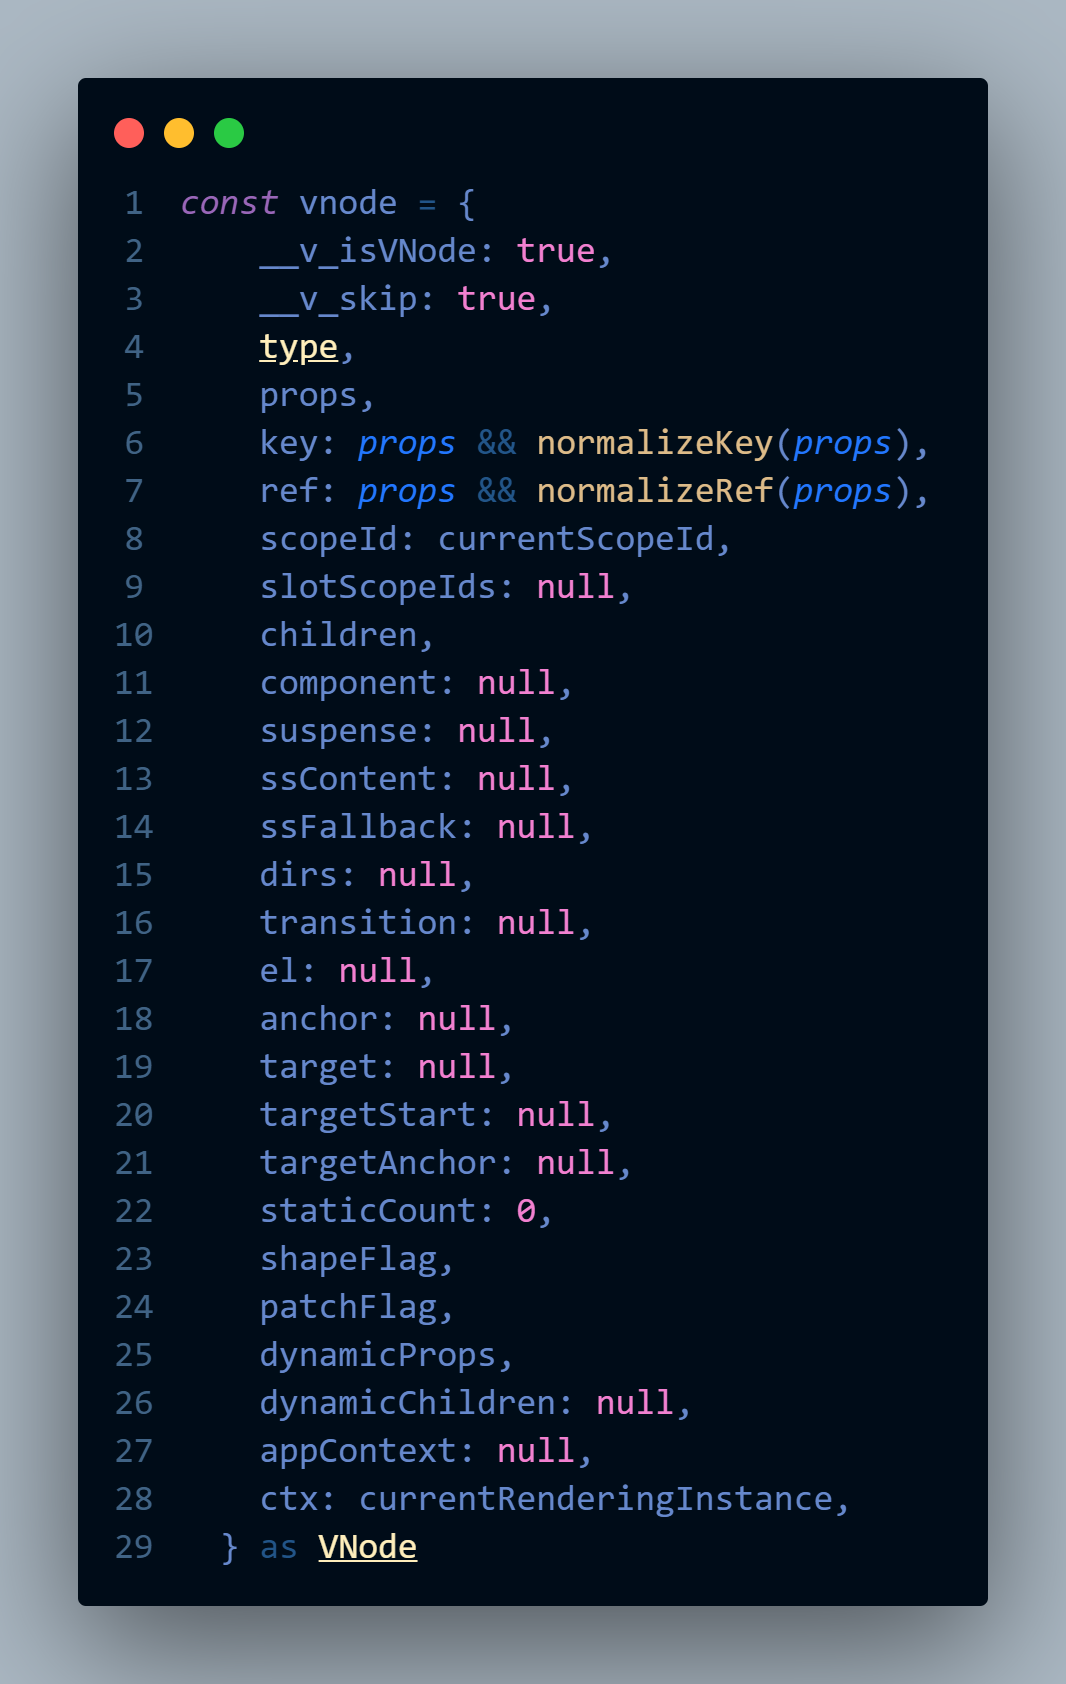 1 const vnode = {
2 __v_isVNode: true,
3 __v_skip: true,
4 type,
5 props,
6 key: props && normalizeKey(props),
7 ref: props && normalizeRef(props),
8 scopeId: currentScopeId,
9 slotScopeIds: null,
10 children,
11 component: null,
12 suspense: null,
13 ssContent: null,
14 ssFallback: null,
15 dirs: null,
16 transition: null,
17 el: null,
18 anchor: null,
19 target: null,
20 targetStart: null,
21 targetAnchor: null,
22 staticCount: 0,
23 shapeFlag,
24 patchFlag,
25 dynamicProps,
26 dynamicChildren: null,
27 appContext: null,
28 ctx: currentRenderingInstance,
29 } as VNode